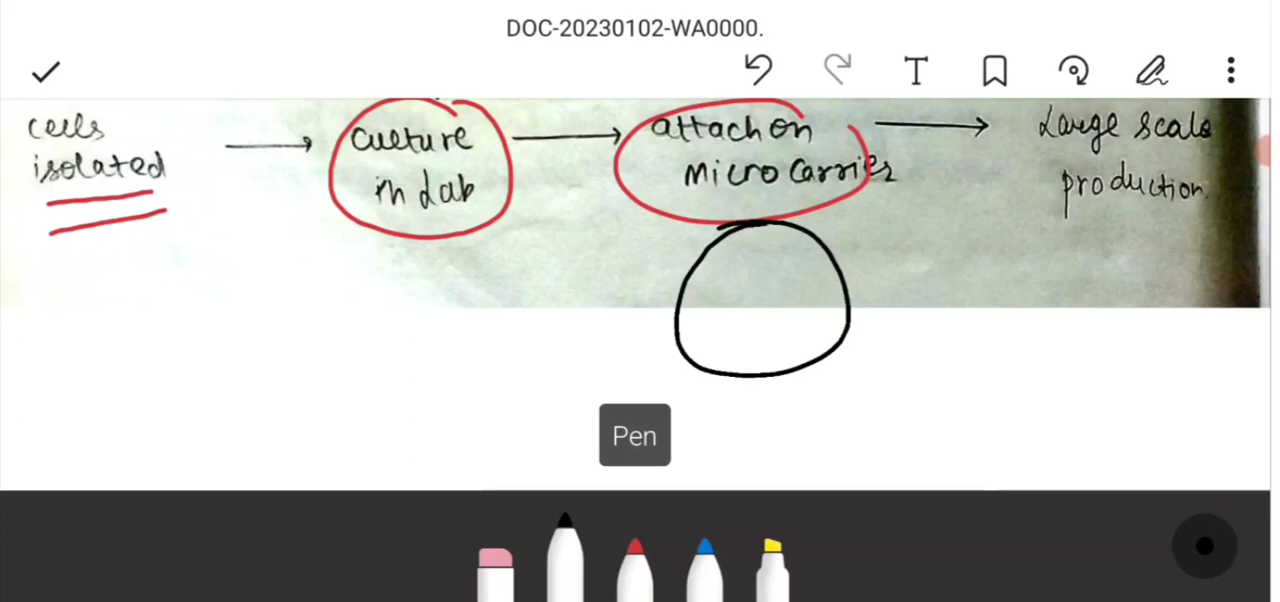 DOC-20230102-WA0000.
T
cells
isolated
culture
in Lab
attach on
micro carrier
Large scale
production.
Pen